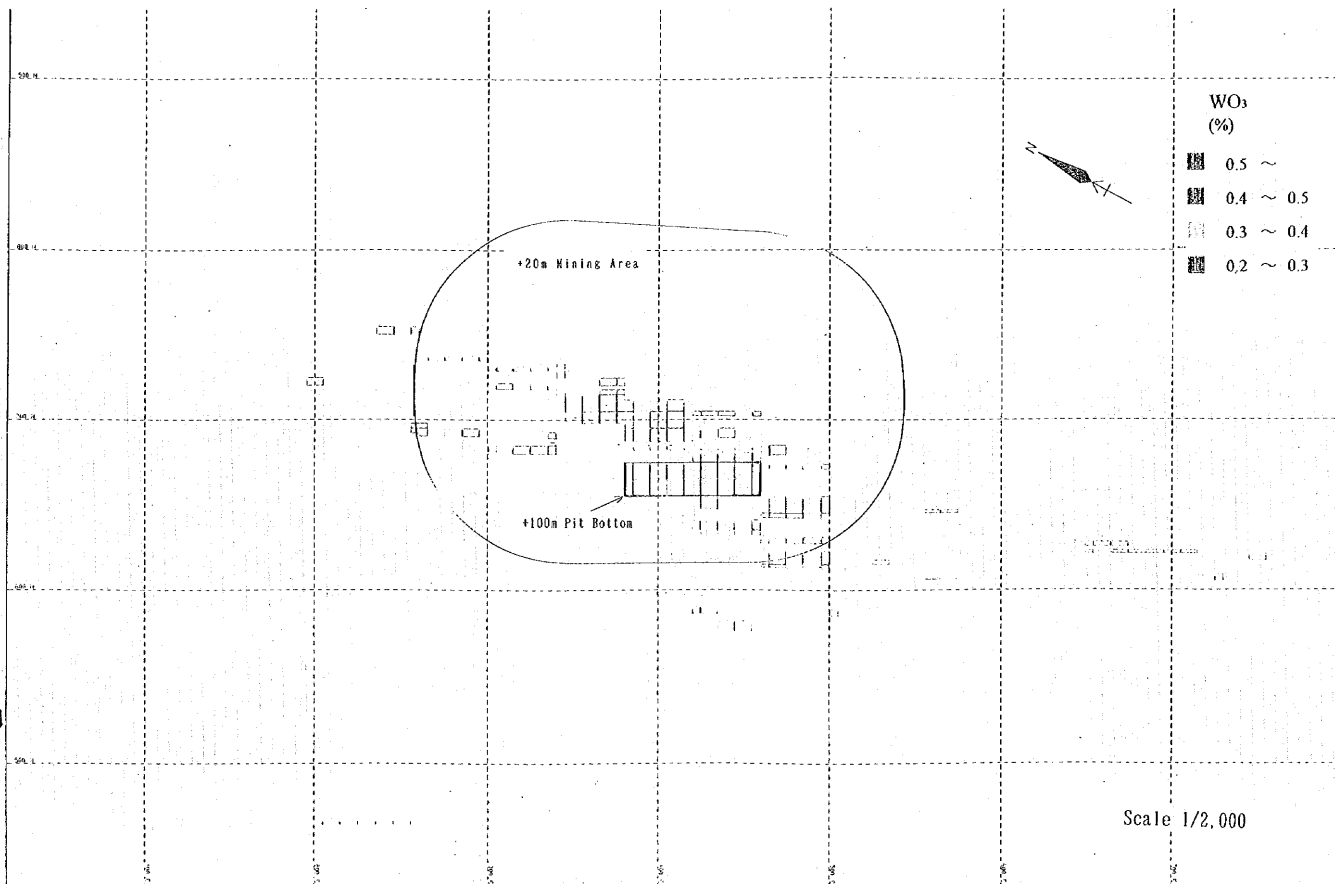 WO₃
(%)
N
0.5 ～
0.4 ～ 0.5
0.3 ～ 0.4
0.2 ～ 0.3
+20m Mining Area
+100m Pit Bottom
Scale 1/2,000